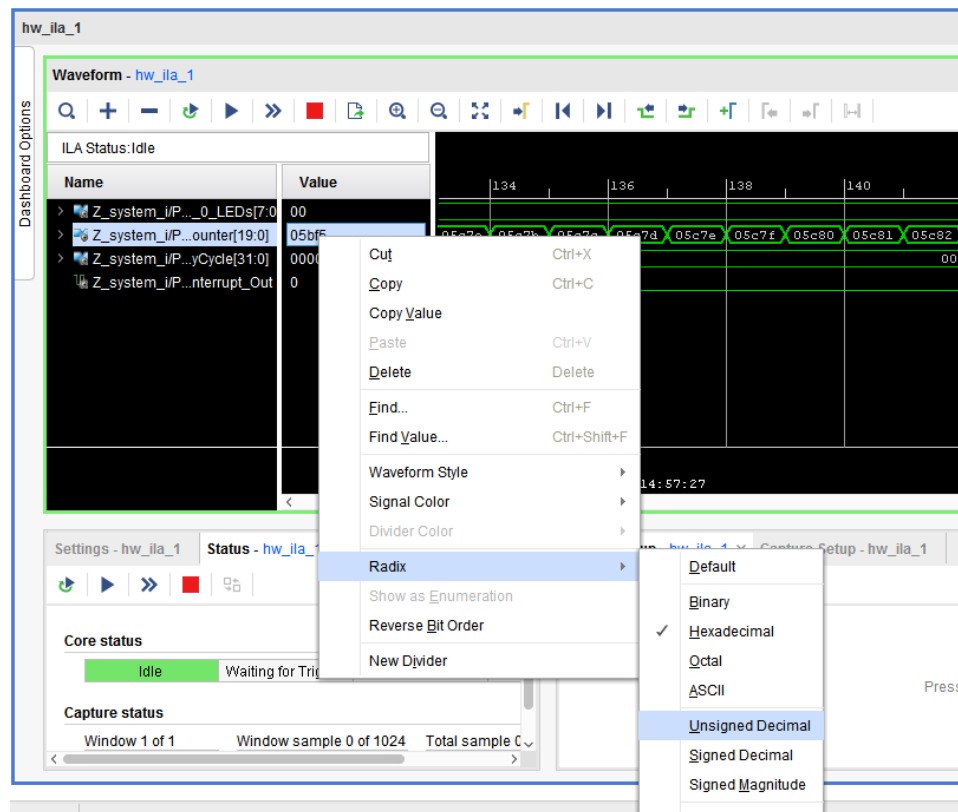 hw_ila_1
Dashboard Options
Waveform - hw_ila_1
ILA Status:Idle
Name Value
134 136 138 140
Z_system_i/P..._0_LEDs[7:0 00
Z_system_i/P...ounter[19:0] 05bf5 05c7a 05c7b 05c7c 05c7d 05c7e 05c7f 05c80 05c81 05c82
Z_system_i/P...yCycle[31:0] 0000 00
Z_system_i/P...nterrupt_Out 0
14:57:27
Cut Ctrl+X
Copy Ctrl+C
Copy Value
Paste Ctrl+V
Delete Delete
Find... Ctrl+F
Find Value... Ctrl+Shift+F
Waveform Style
Signal Color
Divider Color
Radix
Show as Enumeration
Reverse Bit Order
New Divider
Default
Binary
Hexadecimal
Octal
ASCII
Unsigned Decimal
Signed Decimal
Signed Magnitude
Settings - hw_ila_1 Status - hw_ila_ hw_ila_1 Capture Setup - hw_ila_1
Core status
Idle Waiting for Trig
Press
Capture status
Window 1 of 1 Window sample 0 of 1024 Total sample 0